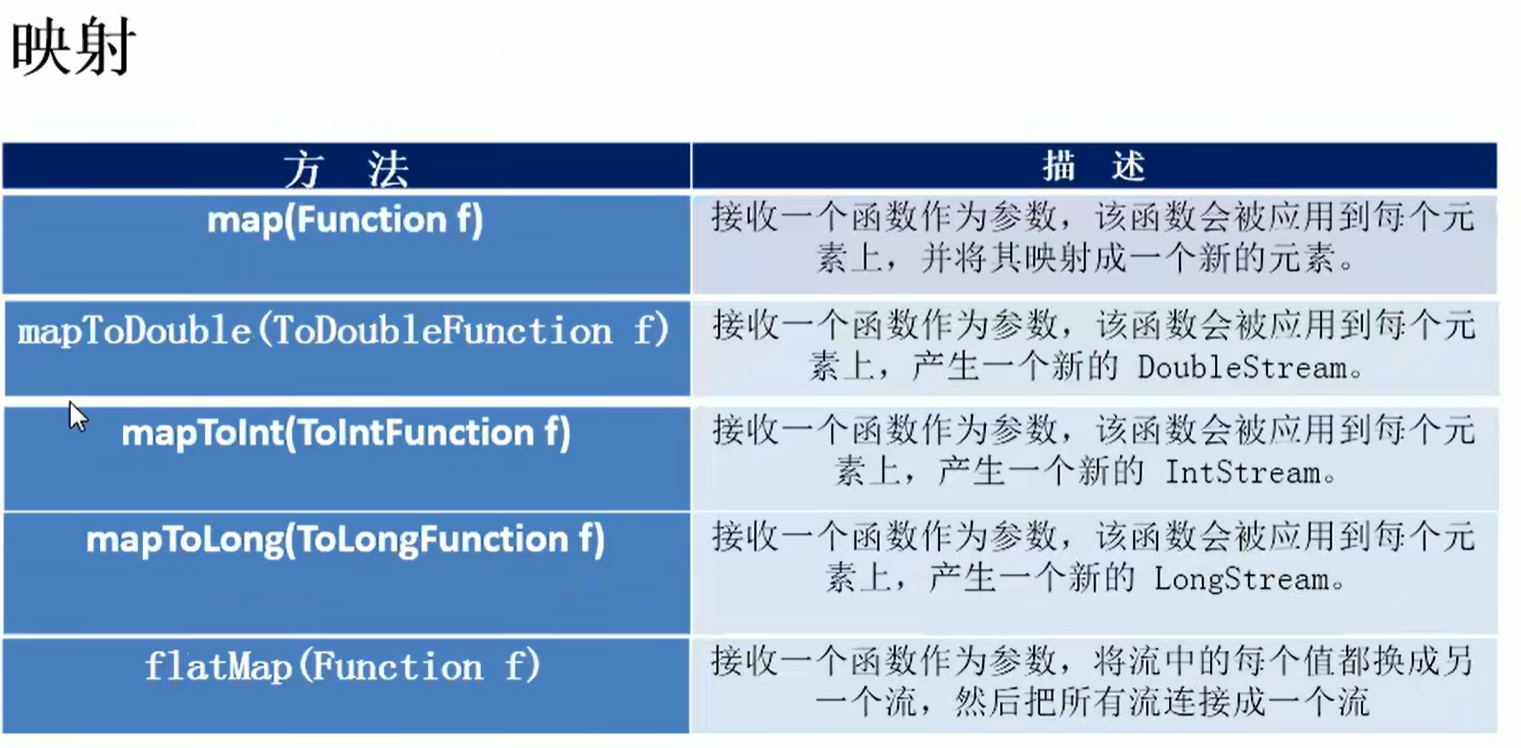 映射
方 法
描 述
map(Function f)
接收一个函数作为参数，该函数会被应用到每个元
素上，并将其映射成一个新的元素。
mapToDouble(ToDoubleFunction f)
接收一个函数作为参数，该函数会被应用到每个元
素上，产生一个新的 DoubleStream。
mapToInt(ToIntFunction f)
接收一个函数作为参数，该函数会被应用到每个元
素上，产生一个新的 IntStream。
mapToLong(ToLongFunction f)
接收一个函数作为参数，该函数会被应用到每个元
素上，产生一个新的 LongStream。
flatMap(Function f)
接收一个函数作为参数，将流中的每个值都换成另
一个流，然后把所有流连接成一个流